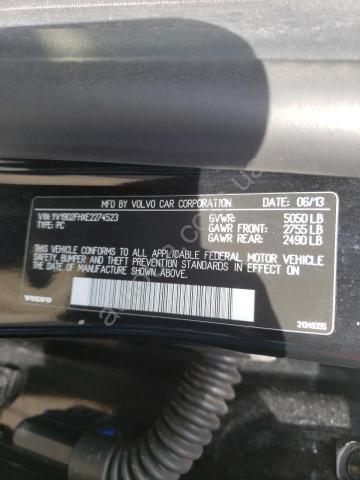 MFD BY VOLVO CAR CORPORATION DATE: 06/13
VIN: YV1902FHXE2274523 GVWR: 5050 LB
TYPE: PC GAWR FRONT: 2755 LB
GAWR REAR: 2490 LB
THIS VEHICLE CONFORMS TO ALL APPLICABLE FEDERAL MOTOR VEHICLE
SAFETY, BUMPER, AND THEFT PREVENTION STANDARDS IN EFFECT
ON THE DATE OF MANUFACTURE SHOWN ABOVE.
VOLVO